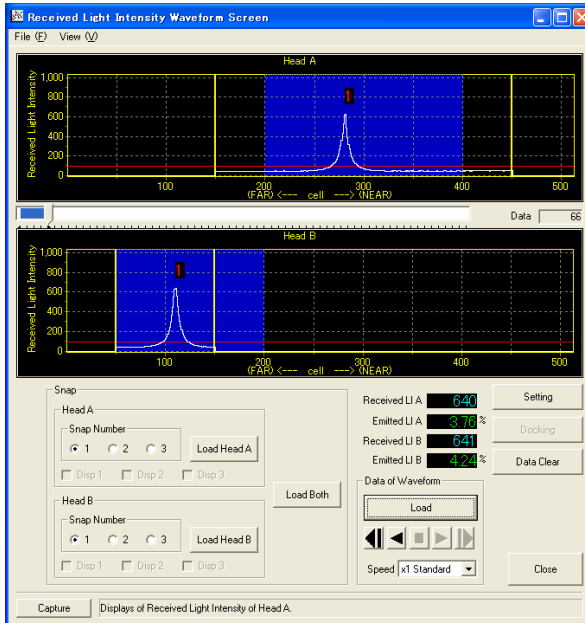 Received Light Intensity Waveform Screen
File (F) View (V)
Head A
Received Light Intensity
1,000
800
600
400
200
0
1
100 200 300 400 500
(FAR) <--- cell ---> (NEAR)
Data 66
Head B
Received Light Intensity
1,000
800
600
400
200
0
1
100 200 300 400 500
(FAR) <--- cell ---> (NEAR)
Snap
Head A
Snap Number
1 2 3
Load Head A
Disp 1 Disp 2 Disp 3
Head B
Snap Number
1 2 3
Load Head B
Disp 1 Disp 2 Disp 3
Load Both
Received LI A 640
Emitted LI A 3.76 %
Received LI B 641
Emitted LI B 4.24 %
Setting
Docking
Data Clear
Data of Waveform
Load
Speed x1 Standard
Close
Capture
Displays of Received Light Intensity of Head A.